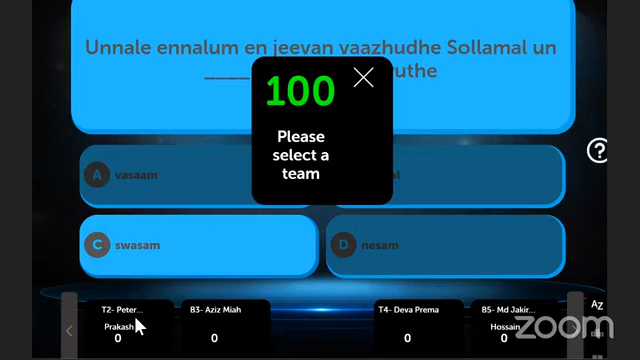 Unnale ennalum en jeevan vaazhudhe Sollamal un
____ uthe
100
Please
select a
team
A vasaam
al
C swasam
D nesam
?
T2- Peter...
Prakash
0
B3- Aziz Miah
0
T4- Deva Prema
0
B5- Md Jakir...
Hossain
0
AZ
zoom